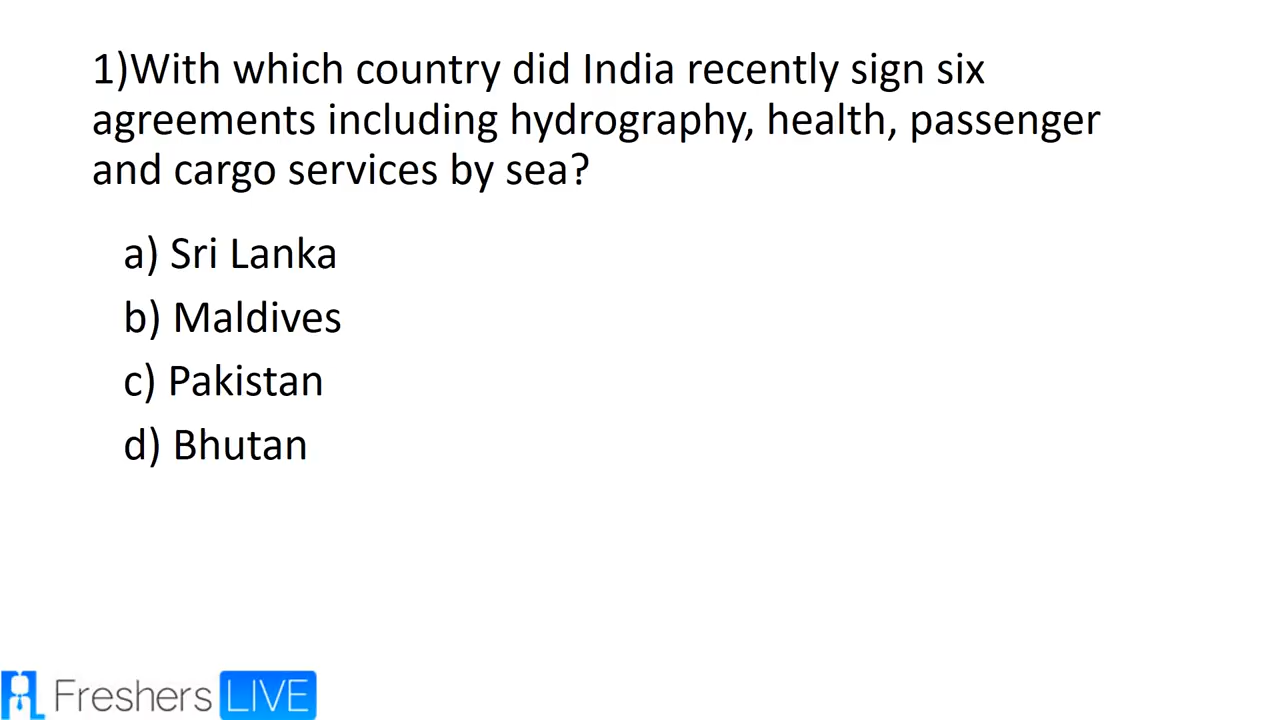 1)With which country did India recently sign six
agreements including hydrography, health, passenger
and cargo services by sea?
a) Sri Lanka
b) Maldives
c) Pakistan
d) Bhutan
Freshers LIVE